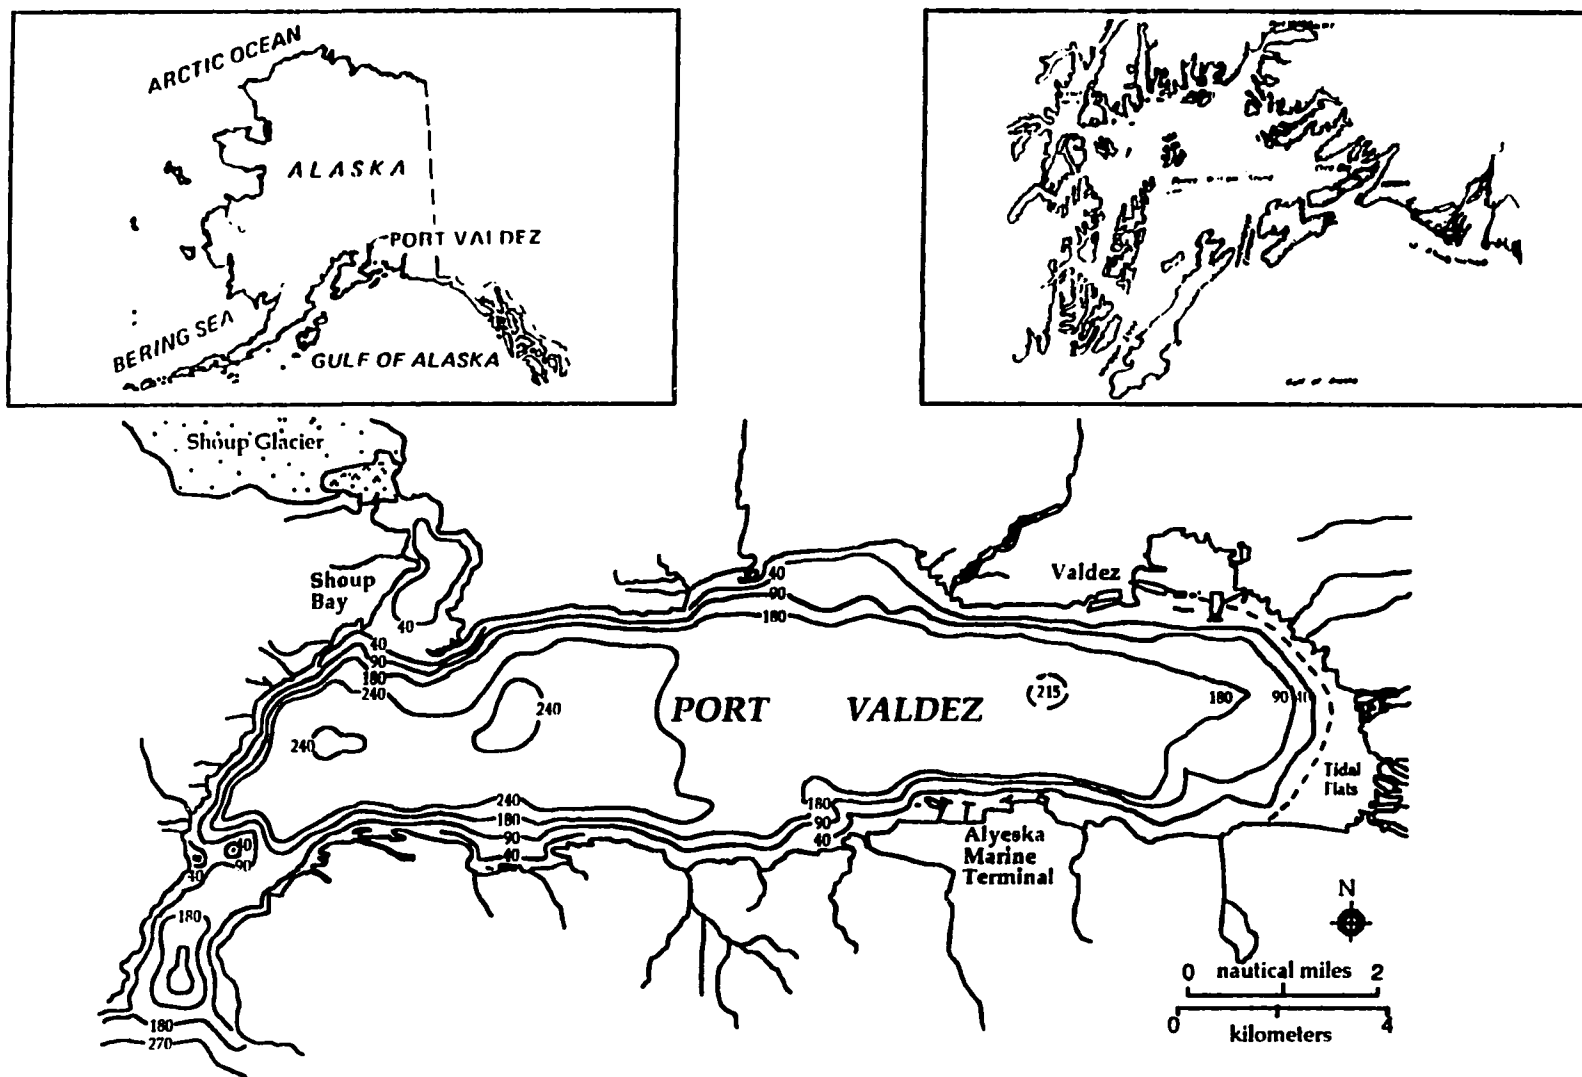 ARCTIC OCEAN
ALASKA
PORT VALDEZ
BERING SEA
GULF OF ALASKA
Shoup Glacier
Shoup
Bay
Valdez
40
90
180
40
40
90
180
240
240
240
PORT VALDEZ
215
180
90
40
Tidal
Flats
240
180
90
40
180
90
40
Alyeska
Marine
Terminal
40
90
40
180
180
270
N
0 nautical miles 2
0 kilometers 4